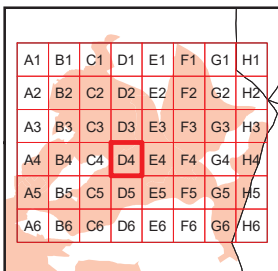 A1 B1 C1 D1 E1 F1 G1 H1
A2 B2 C2 D2 E2 F2 G2 H2
A3 B3 C3 D3 E3 F3 G3 H3
A4 B4 C4 D4 E4 F4 G4 H4
A5 B5 C5 D5 E5 F5 G5 H5
A6 B6 C6 D6 E6 F6 G6 H6